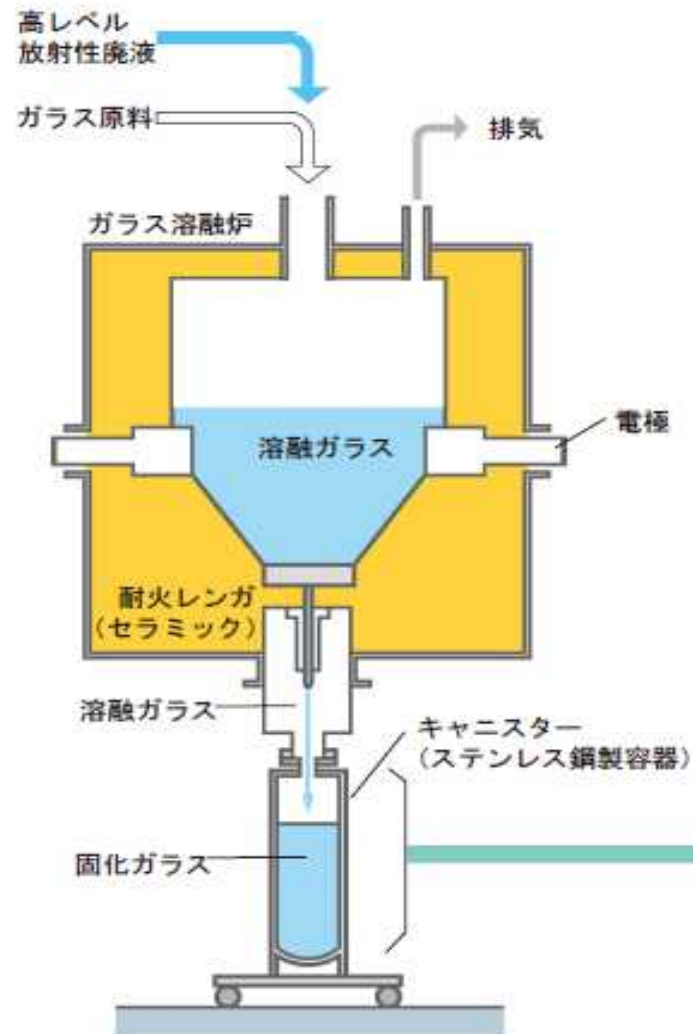 高レベル
放射性廃液
ガラス原料
排気
ガラス溶融炉
電極
溶融ガラス
耐火レンガ
(セラミック)
溶融ガラス
キャニスター
(ステンレス鋼製容器)
固化ガラス